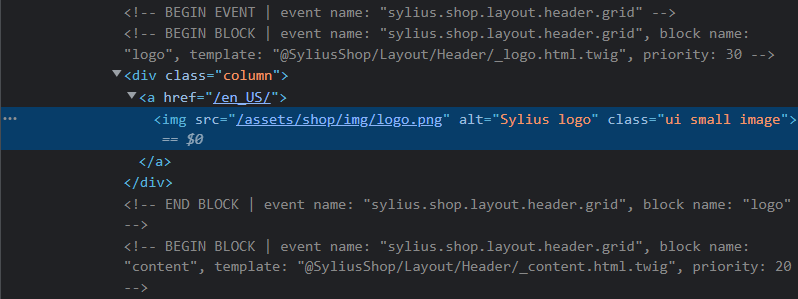 <!-- BEGIN EVENT | event name: "sylius.shop.layout.header.grid" -->
<!-- BEGIN BLOCK | event name: "sylius.shop.layout.header.grid", block name:
"logo", template: "@SyliusShop/Layout/Header/_logo.html.twig", priority: 30 -->
▼<div class="column">
▼<a href="/en_US/">
… <img src="/assets/shop/img/logo.png" alt="Sylius logo" class="ui small image">
== $0
</a>
</div>
<!-- END BLOCK | event name: "sylius.shop.layout.header.grid", block name: "logo"
-->
<!-- BEGIN BLOCK | event name: "sylius.shop.layout.header.grid", block name:
"content", template: "@SyliusShop/Layout/Header/_content.html.twig", priority: 20
-->